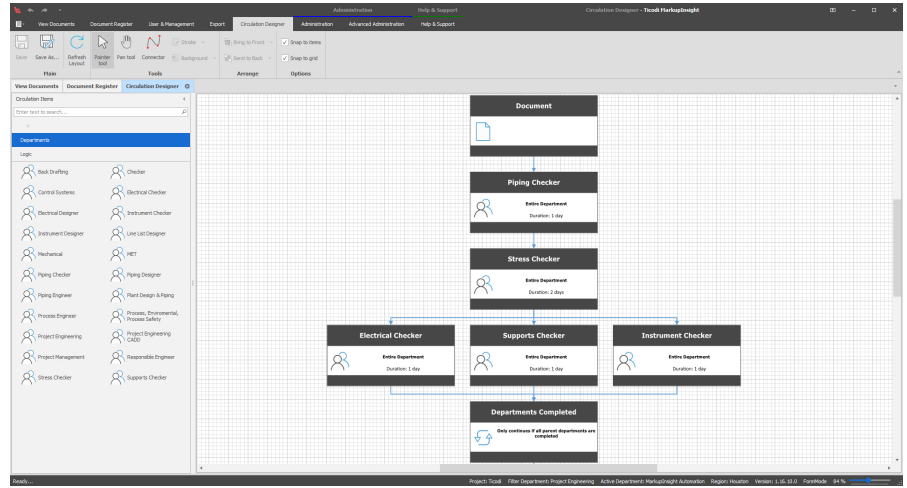 Administration Help & Support Circulation Designer - Ticodi MarkupInsight
View Documents Document Register User & Management Export Circulation Designer Administration Advanced Administration Help & Support
Save
Save As...
Refresh Layout
Pointer tool
Pan tool
Connector
Stroke
Background
Bring to Front
Send to Back
Snap to items
Snap to grid
Main Tools Arrange Options
View Documents Document Register Circulation Designer
Circulation Items
Enter text to search...
Departments
Logic
Back Drafting Checker
Control Systems Electrical Checker
Electrical Designer Instrument Checker
Instrument Designer Line List Designer
Mechanical MET
Piping Checker Piping Designer
Piping Engineer Plant Design & Piping
Process Engineer Process, Enviromental, Process Safety
Project Engineering Project Engineering CADD
Project Management Responsible Engineer
Stress Checker Supports Checker
Document
Piping Checker
Entire Department
Duration: 1 day
Stress Checker
Entire Department
Duration: 2 days
Electrical Checker
Entire Department
Duration: 1 day
Supports Checker
Entire Department
Duration: 1 day
Instrument Checker
Entire Department
Duration: 1 day
Departments Completed
Only continues if all parent departments are
completed
Ready... Project: Ticodi Filter Department: Project Engineering Active Department: MarkupInsight Automation Region: Houston Version: 1.16.10.0 FormMode 84 %